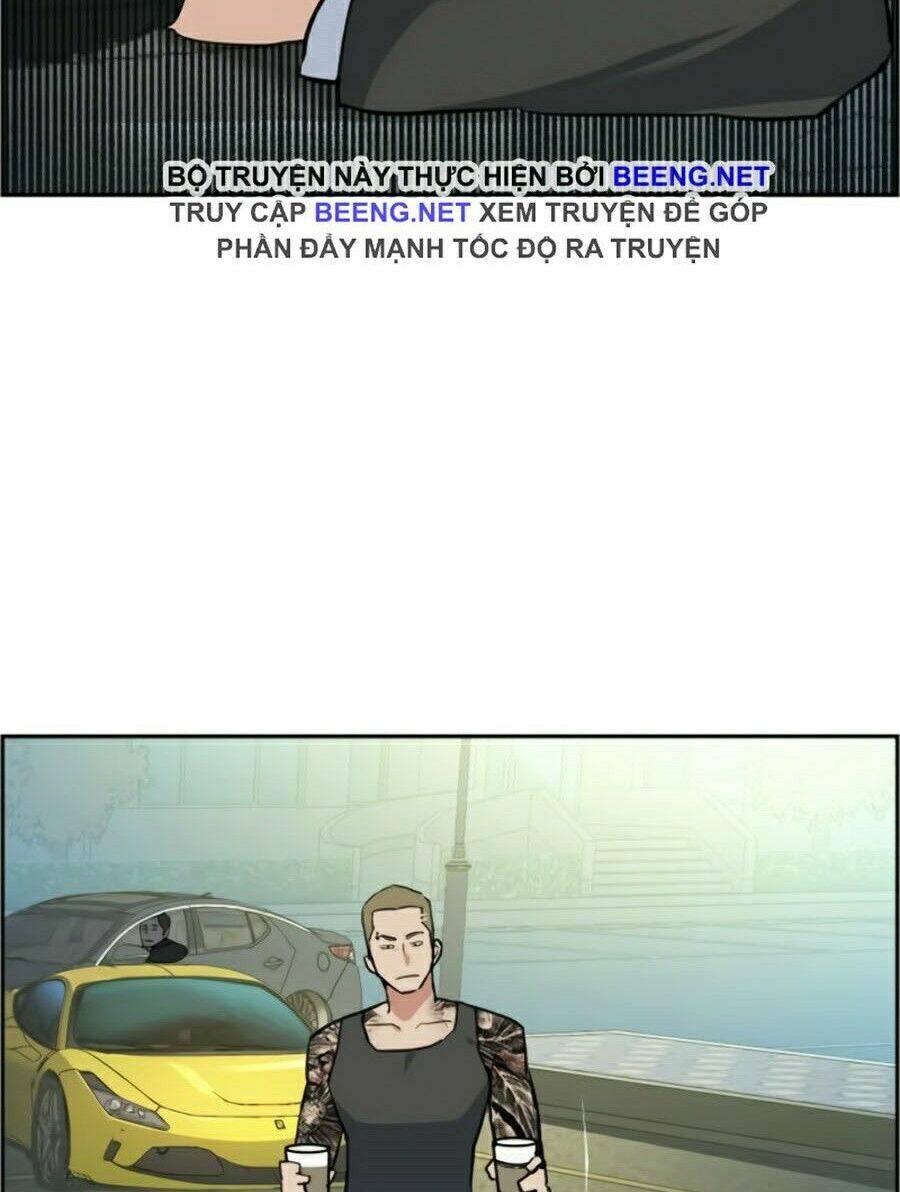 BỘ TRUYỆN NÀY THỰC HIỆN BỞI BEENG.NET
TRUY CẬP BEENG.NET XEM TRUYỆN ĐỂ GÓP
PHẦN ĐẨY MẠNH TỐC ĐỘ RA TRUYỆN